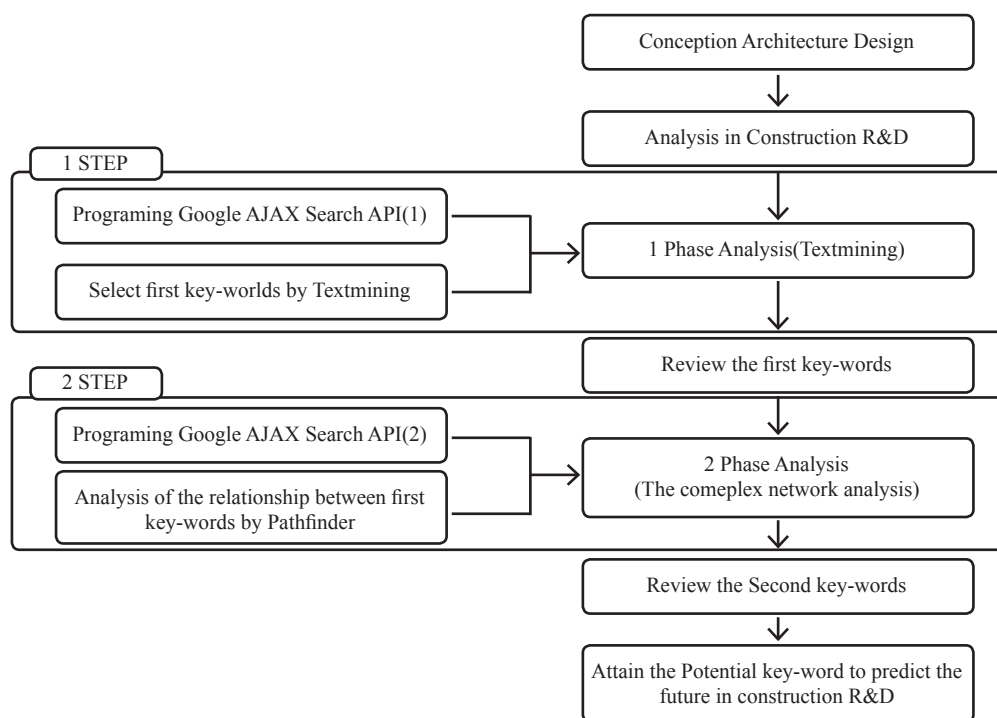 Conception Architecture Design
Analysis in Construction R&D
1 STEP
Programing Google AJAX Search API(1)
1 Phase Analysis(Textmining)
Select first key-worlds by Textmining
Review the first key-words
2 STEP
Programing Google AJAX Search API(2)
2 Phase Analysis
(The comeplex network analysis)
Analysis of the relationship between first
key-words by Pathfinder
Review the Second key-words
Attain the Potential key-word to predict the
future in construction R&D